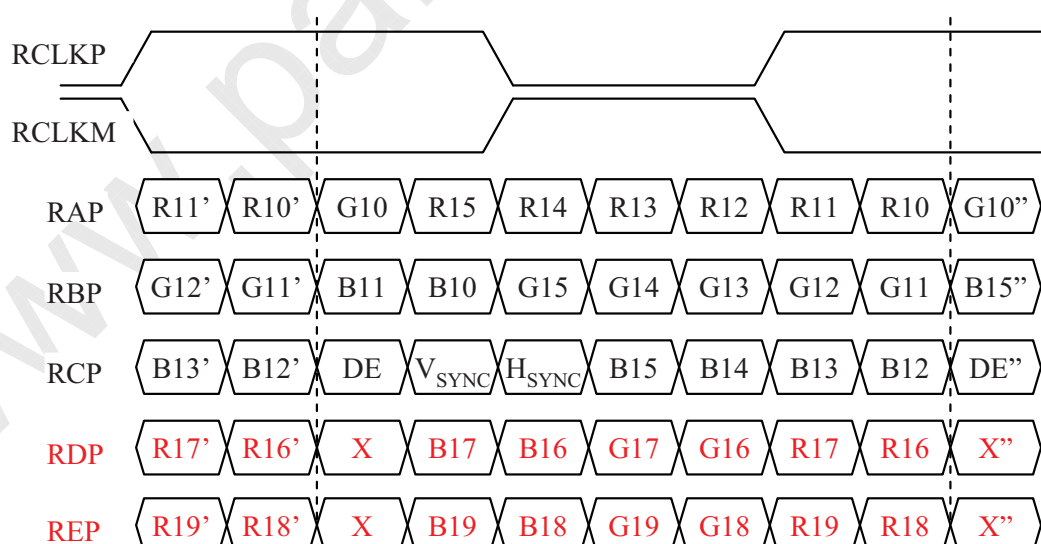 RCLKP
RCLKM
RAP R11’ R10’ G10 R15 R14 R13 R12 R11 R10 G10”
RBP G12’ G11’ B11 B10 G15 G14 G13 G12 G11 B15”
RCP B13’ B12’ DE VSYNC HSYNC B15 B14 B13 B12 DE”
RDP R17’ R16’ X B17 B16 G17 G16 R17 R16 X”
REP R19’ R18’ X B19 B18 G19 G18 R19 R18 X”